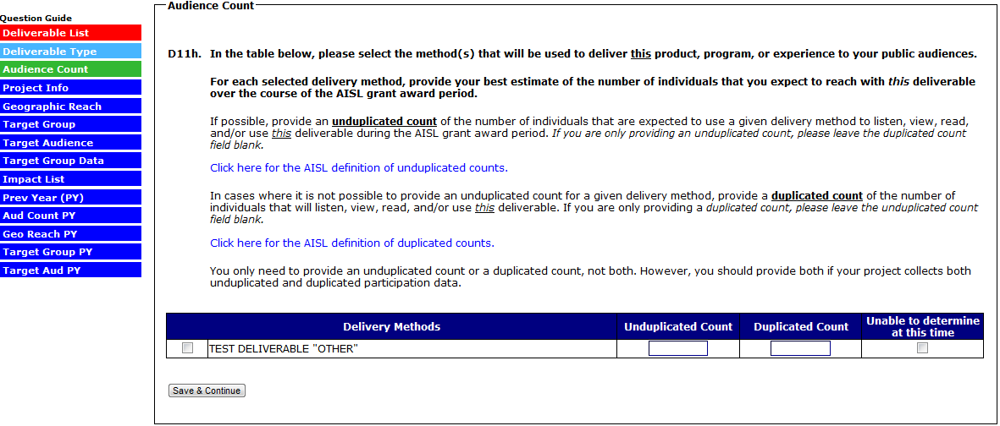 Question Guide
Deliverable List
Deliverable Type
Audience Count
Project Info
Geographic Reach
Target Group
Target Audience
Target Group Data
Impact List
Prev Year (PY)
Aud Count PY
Geo Reach PY
Target Group PY
Target Aud PY
Audience Count
D11h. In the table below, please select the method(s) that will be used to deliver this product, program, or experience to your public audiences.
For each selected delivery method, provide your best estimate of the number of individuals that you expect to reach with this deliverable
over the course of the AISL grant award period.
If possible, provide an unduplicated count of the number of individuals that are expected to use a given delivery method to listen, view, read,
and/or use this deliverable during the AISL grant award period. If you are only providing an unduplicated count, please leave the duplicated count
field blank.
Click here for the AISL definition of unduplicated counts.
In cases where it is not possible to provide an unduplicated count for a given delivery method, provide a duplicated count of the number of
individuals that will listen, view, read, and/or use this deliverable. If you are only providing a duplicated count, please leave the unduplicated count
field blank.
Click here for the AISL definition of duplicated counts.
You only need to provide an unduplicated count or a duplicated count, not both. However, you should provide both if your project collects both
unduplicated and duplicated participation data.
Delivery Methods Unduplicated Count Duplicated Count Unable to determine
at this time
TEST DELIVERABLE "OTHER"
Save & Continue